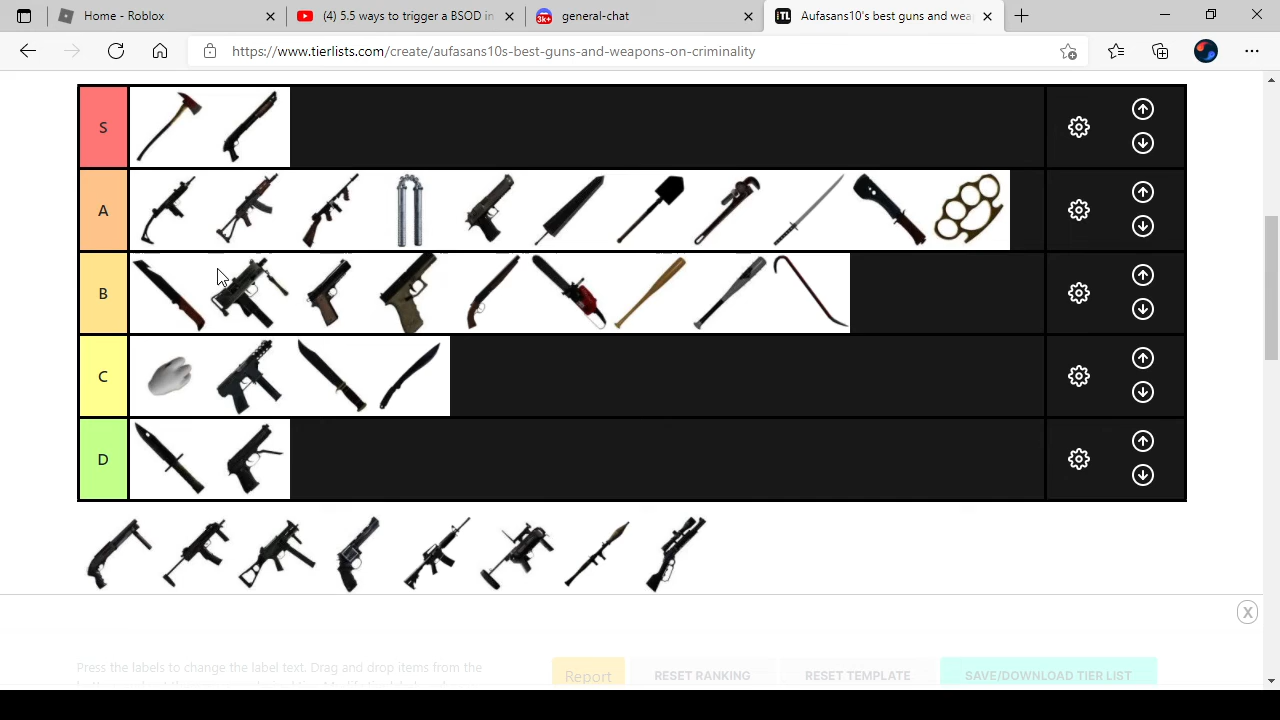 Home - Roblox
4) 5.5 ways to trigger a BSOD in
3k+
general-chat
TL
Aufasans10's best guns and wea
https://www.tierlists.com/create/aufasans10s-best-guns-and-weapons-on-criminality
S
A
B
C
D
X
Press the labels to change the label text. Drag and drop items from the
Report
RESET RANKING
RESET TEMPLATE
SAVE/DOWNLOAD TIER LIST